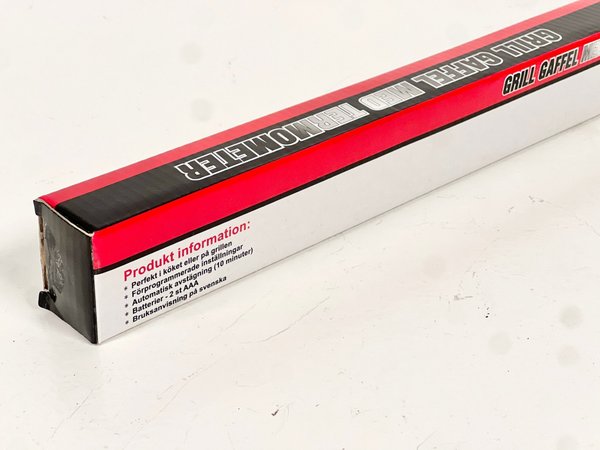 GRILL GAFFEL MED TERMOMETER
GRILL GAFFEL
Produkt information:
* Perfekt i köket eller på grillen
* Förprogrammerade inställningar
* Automatisk avstägning (10 minuter)
* Batterier - 2 st AAA
* Bruksanvisning på svenska